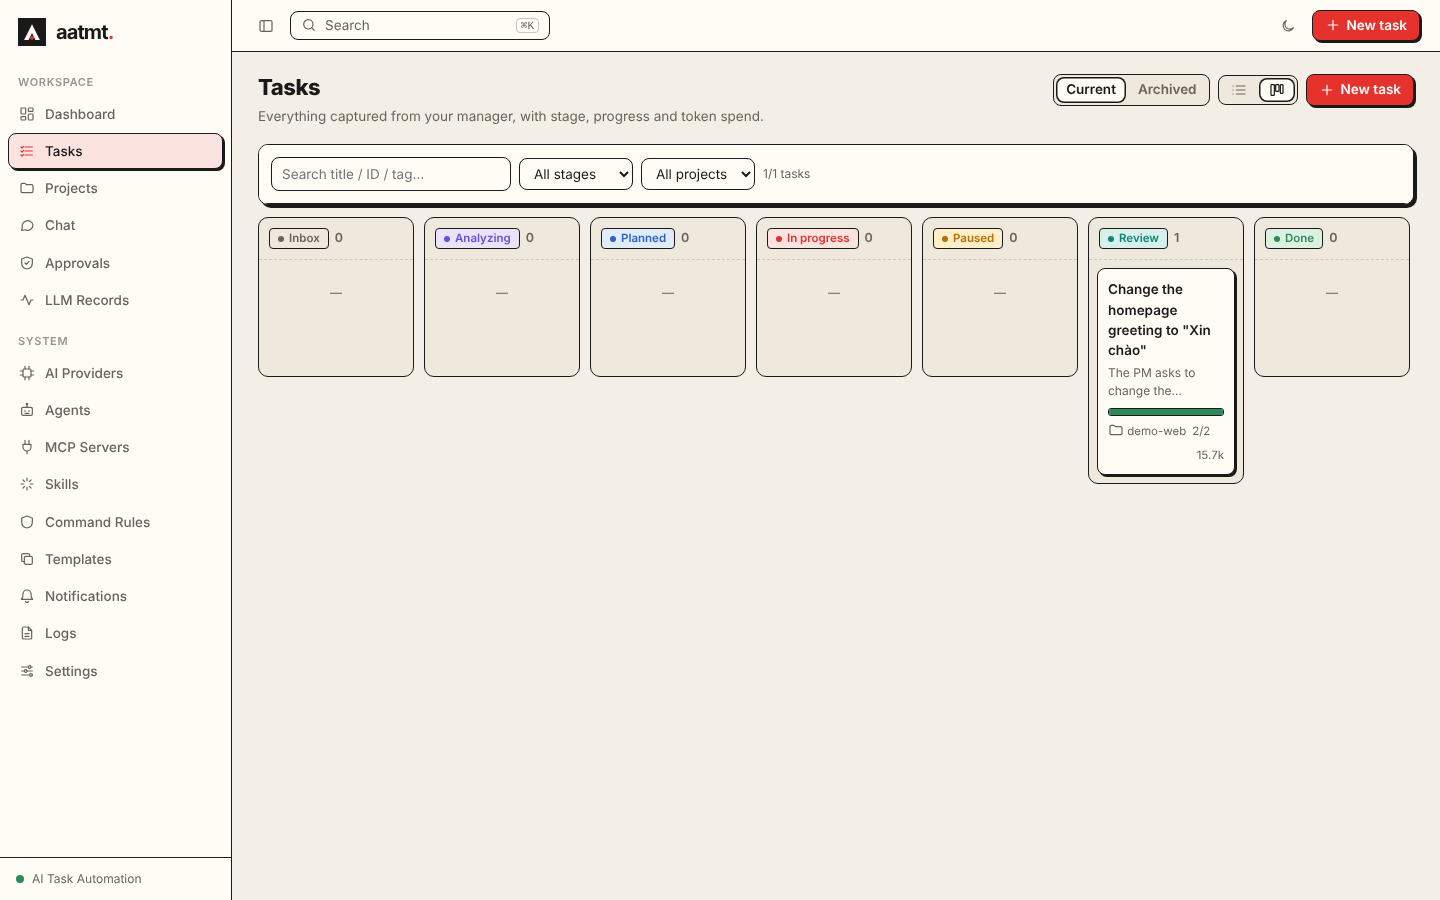 aatmt.
Search ⌘K
New task
WORKSPACE
Dashboard
Tasks
Projects
Chat
Approvals
LLM Records
SYSTEM
AI Providers
Agents
MCP Servers
Skills
Command Rules
Templates
Notifications
Logs
Settings
AI Task Automation
Tasks
Everything captured from your manager, with stage, progress and token spend.
Current Archived
New task
Search title / ID / tag...
All stages
All projects
1/1 tasks
Inbox 0
—
Analyzing 0
—
Planned 0
—
In progress 0
—
Paused 0
—
Review 1
Change the
homepage
greeting to "Xin
chào"
The PM asks to
change the...
demo-web 2/2
15.7k
Done 0
—